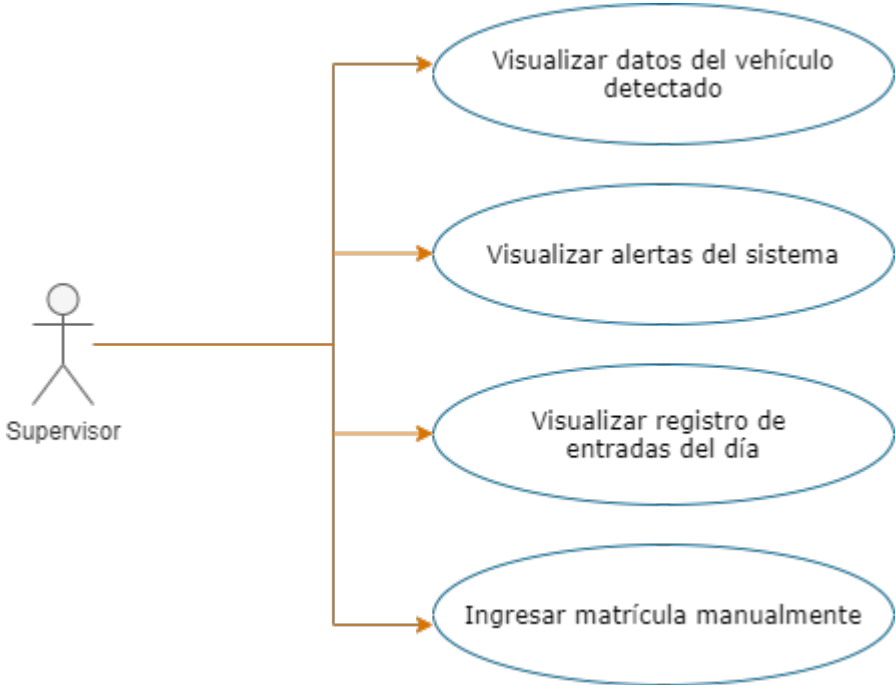 Visualizar datos del vehículo
detectado
Visualizar alertas del sistema
Supervisor
Visualizar registro de
entradas del día
Ingresar matrícula manualmente